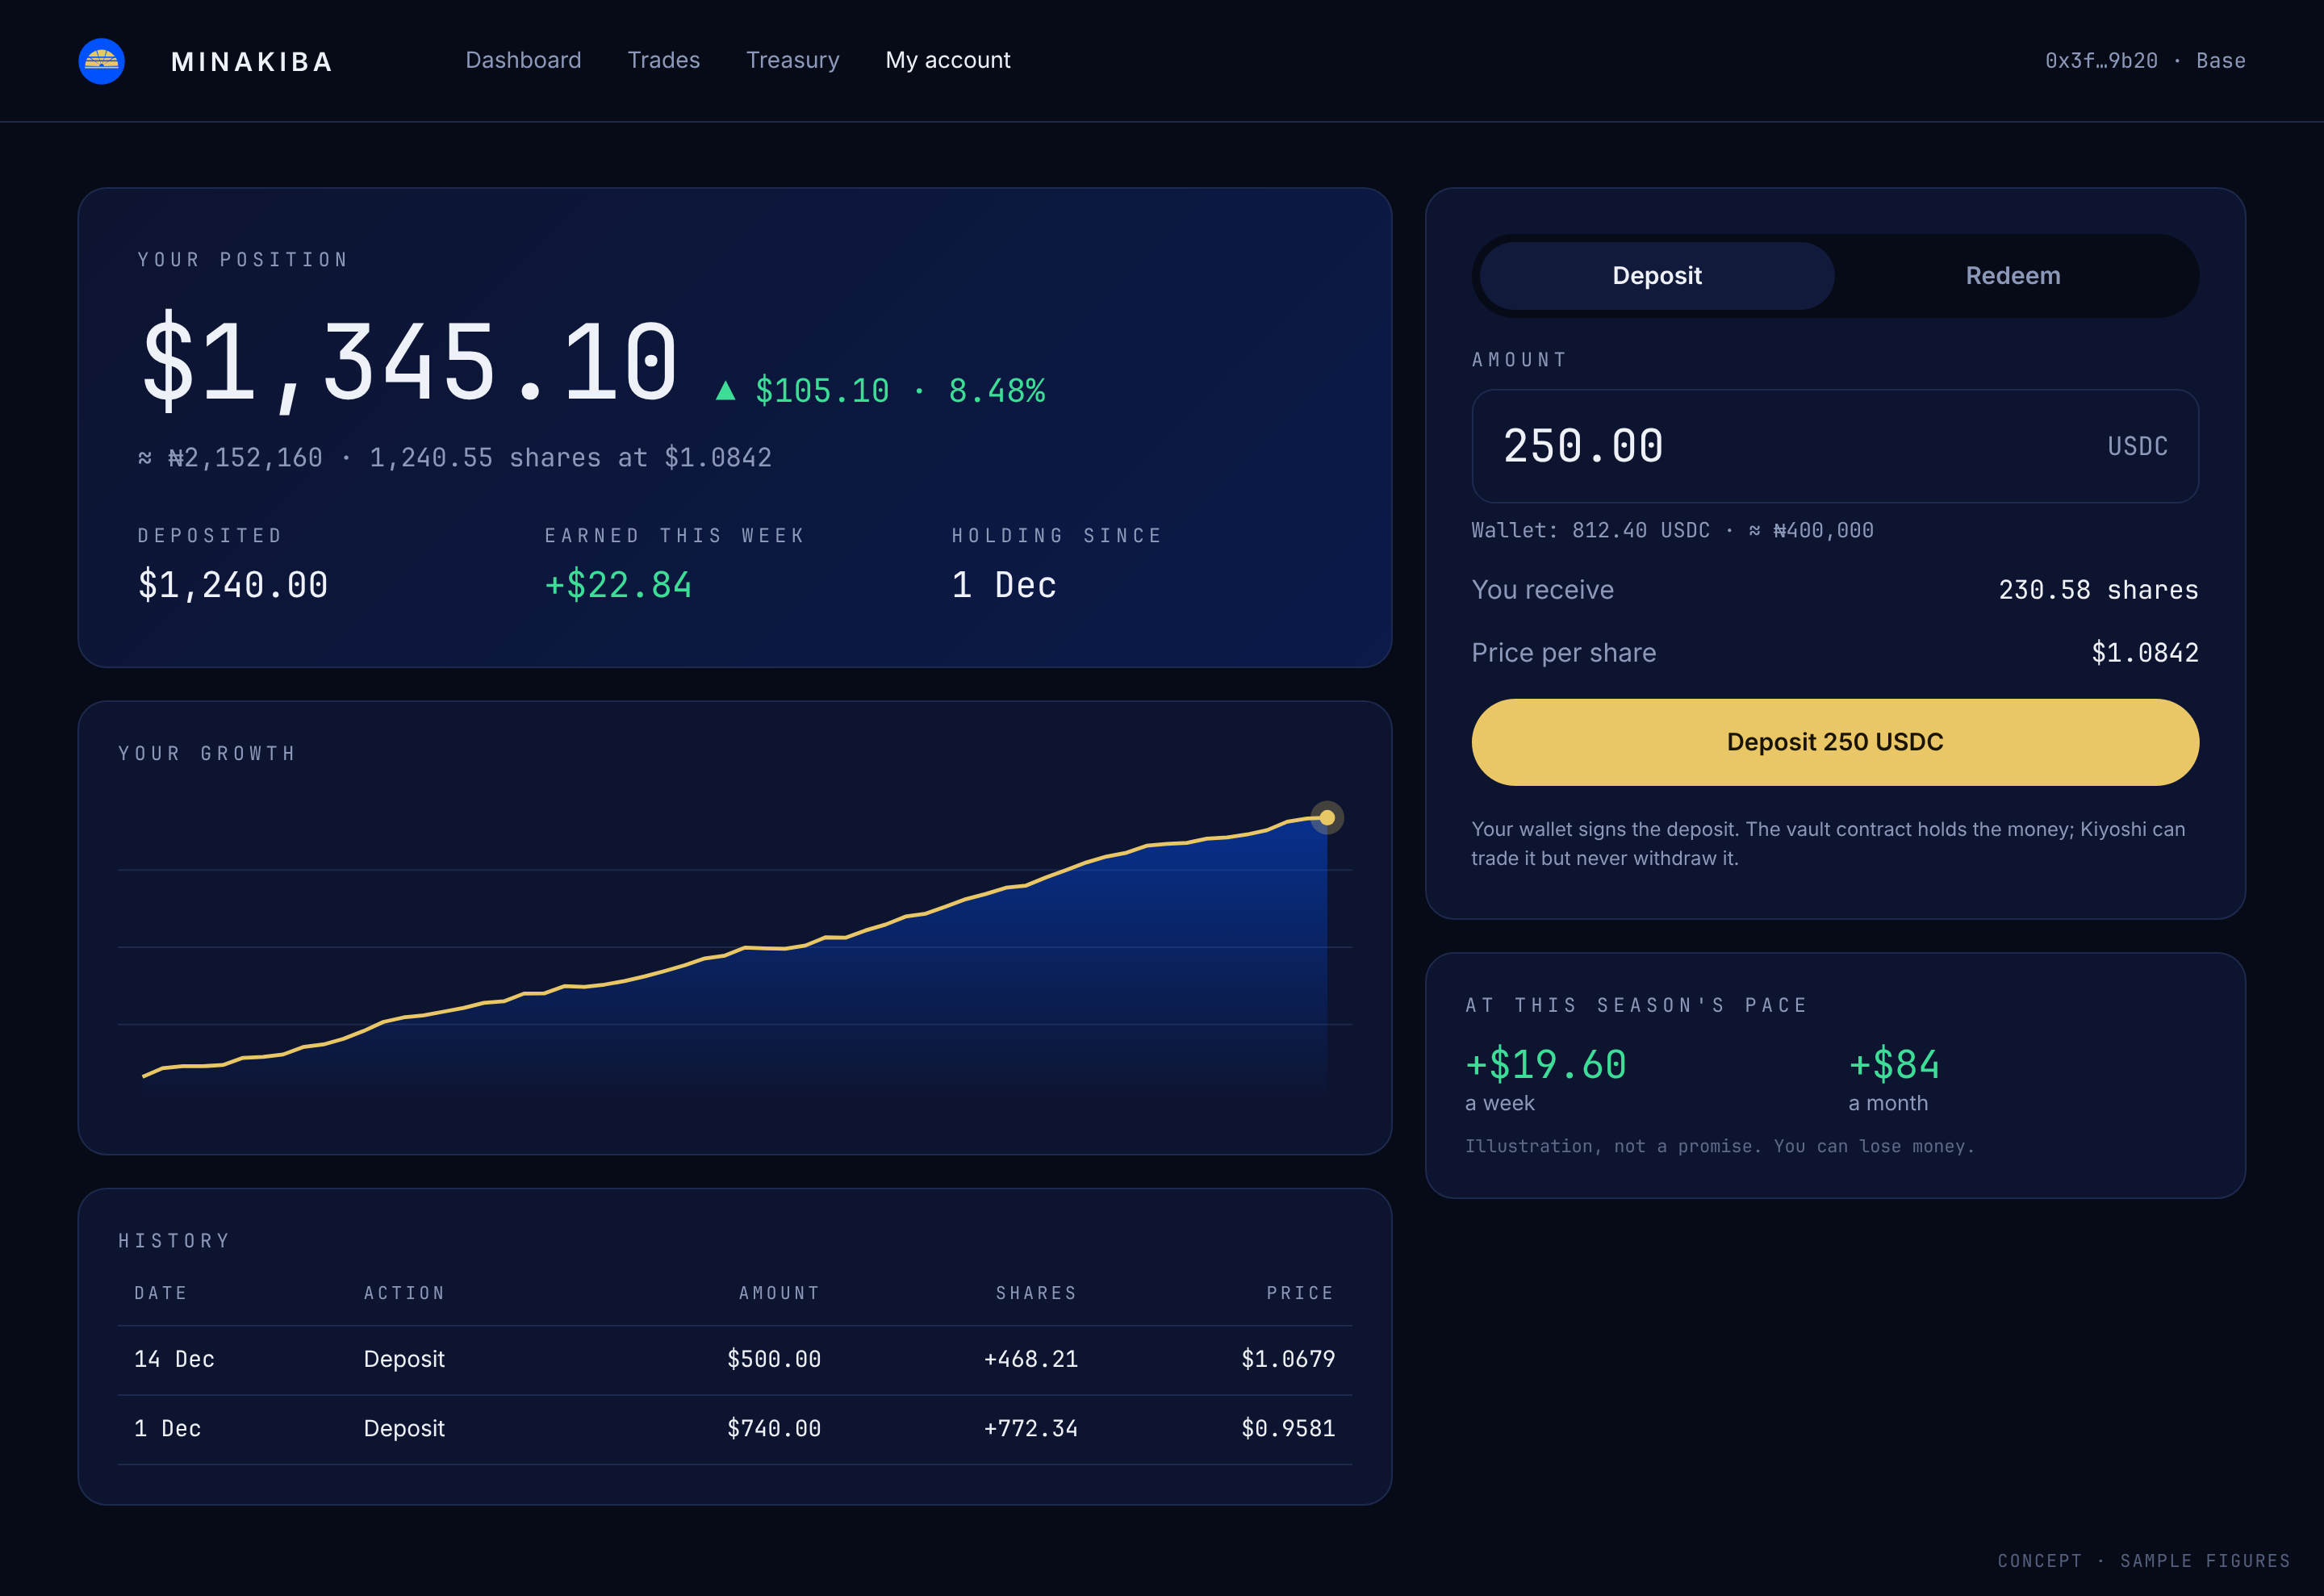 MINAKIBA
Dashboard Trades Treasury My account
0x3f…9b20 · Base
YOUR POSITION
$1,345.10 ▲ $105.10 · 8.48%
≈ ₦2,152,160 · 1,240.55 shares at $1.0842
DEPOSITED EARNED THIS WEEK HOLDING SINCE
$1,240.00 +$22.84 1 Dec
YOUR GROWTH
HISTORY
DATE ACTION AMOUNT SHARES PRICE
14 Dec Deposit $500.00 +468.21 $1.0679
1 Dec Deposit $740.00 +772.34 $0.9581
Deposit Redeem
AMOUNT
250.00 USDC
Wallet: 812.40 USDC · ≈ ₦400,000
You receive 230.58 shares
Price per share $1.0842
Deposit 250 USDC
Your wallet signs the deposit. The vault contract holds the money; Kiyoshi can
trade it but never withdraw it.
AT THIS SEASON'S PACE
+$19.60 +$84
a week a month
Illustration, not a promise. You can lose money.
CONCEPT · SAMPLE FIGURES